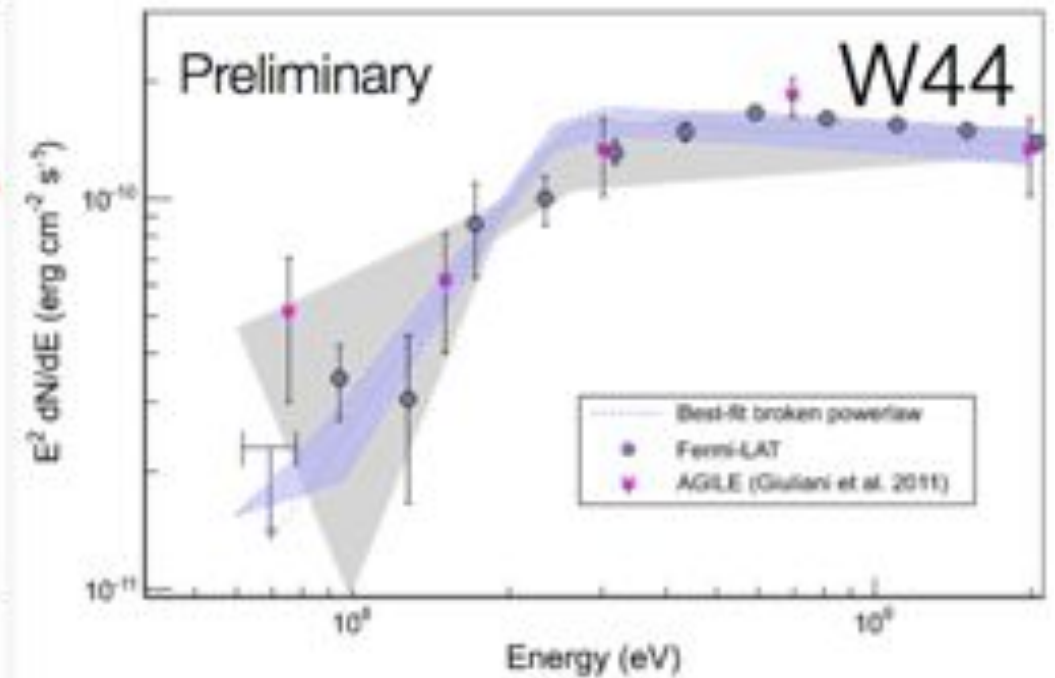 Preliminary
W44
E² dN/dE (erg cm⁻² s⁻¹)
10⁻¹⁰
Best-fit broken powerlaw
Fermi-LAT
AGILE (Giuliani et al. 2011)
10⁻¹¹
10⁸
10⁹
Energy (eV)